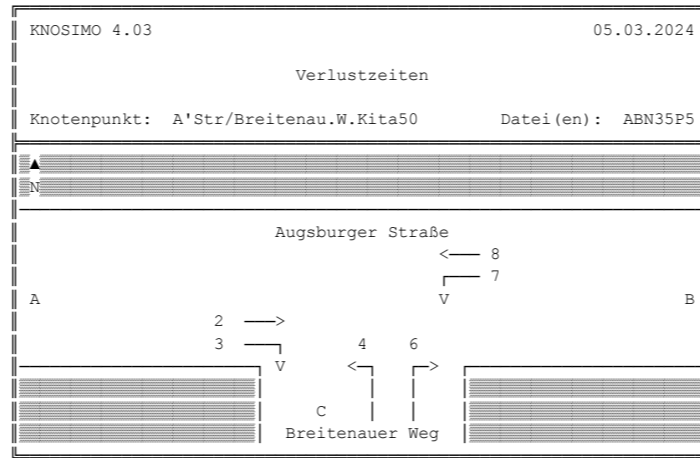 KNOSIMO 4.03 05.03.2024
Verlustzeiten
Knotenpunkt: A'Str/Breitenau.W.Kita50 Datei(en): ABN35P5
N
Augsburger Straße
8
7
A V B
2
3 4 6
V
C
Breitenauer Weg